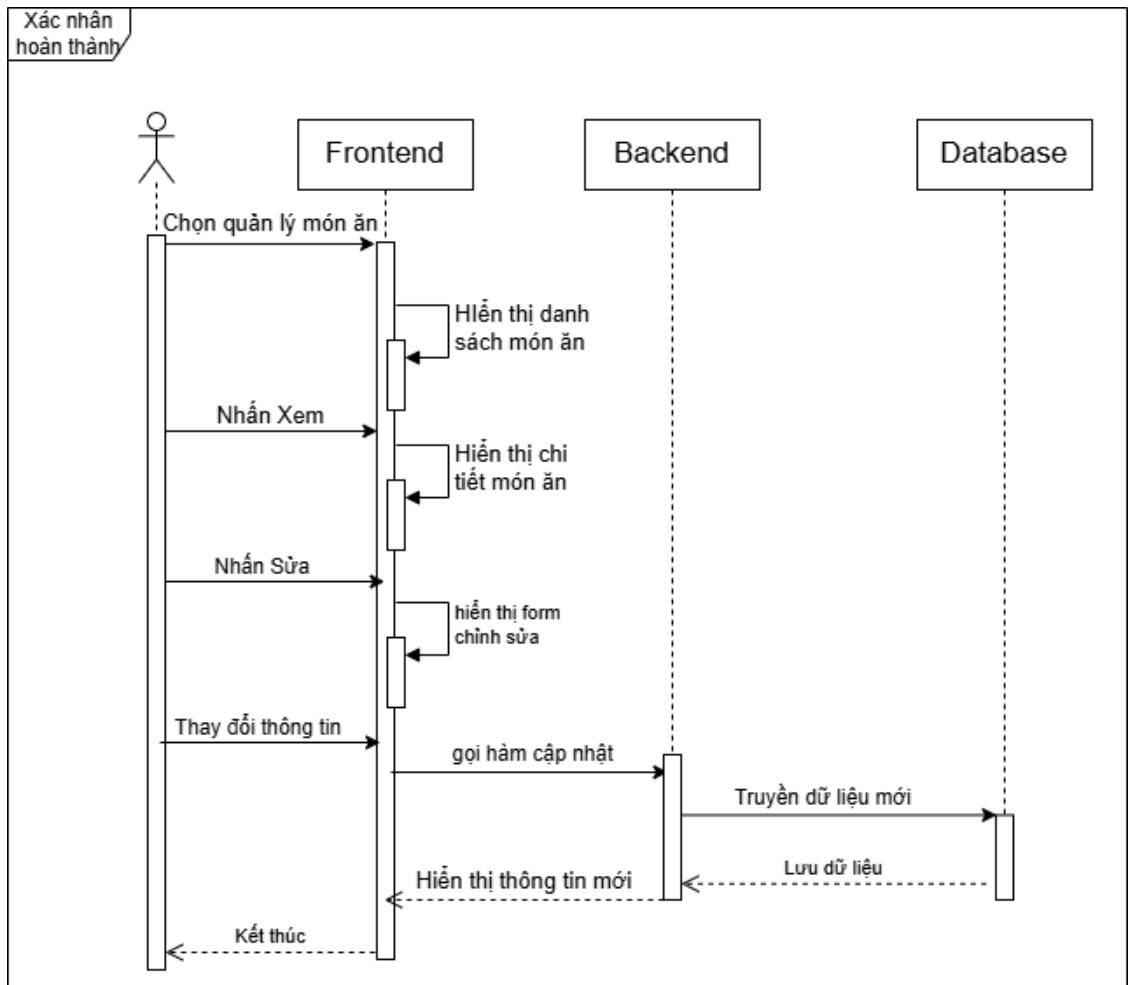 Xác nhân
hoàn thành
Frontend
Backend
Database
Chọn quản lý món ăn
HIển thị danh
sách món ăn
Nhấn Xem
Hiển thị chi
tiết món ăn
Nhấn Sửa
hiển thị form
chỉnh sửa
Thay đổi thông tin
gọi hàm cập nhật
Truyền dữ liệu mới
Lưu dữ liệu
Hiển thị thông tin mới
Kết thúc